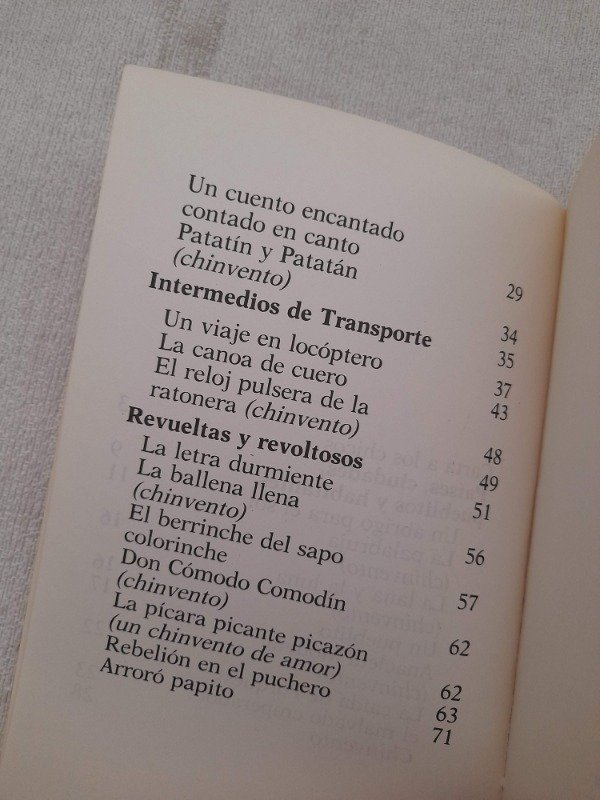 Un cuento encantado
contado en canto 29
Patatín y Patatán
(chinvento) 34
Intermedios de Transporte 35
Un viaje en locóptero 37
La canoa de cuero 43
El reloj pulsera de la
ratonera (chinvento) 48
Revueltas y revoltosos 49
La letra durmiente 51
La ballena llena
(chinvento) 56
El berrinche del sapo
colorinche 57
Don Cómodo Comodín
(chinvento) 62
La pícara picante picazón
(un chinvento de amor) 62
Rebelión en el puchero 63
Arroró papito 71